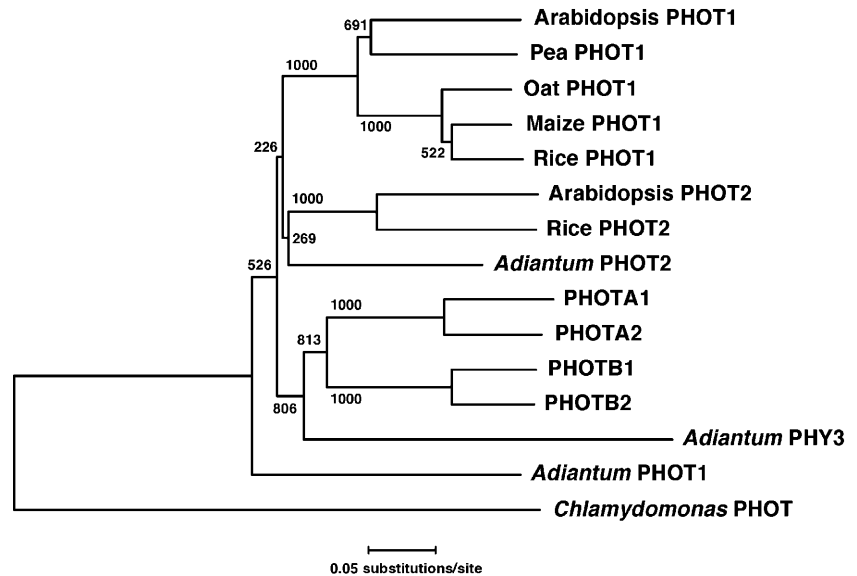 691
Arabidopsis PHOT1
Pea PHOT1
1000
Oat PHOT1
1000
Maize PHOT1
522
Rice PHOT1
226
Arabidopsis PHOT2
1000
Rice PHOT2
269
Adiantum PHOT2
526
PHOTA1
1000
PHOTA2
813
PHOTB1
1000
PHOTB2
806
Adiantum PHY3
Adiantum PHOT1
Chlamydomonas PHOT
0.05 substitutions/site